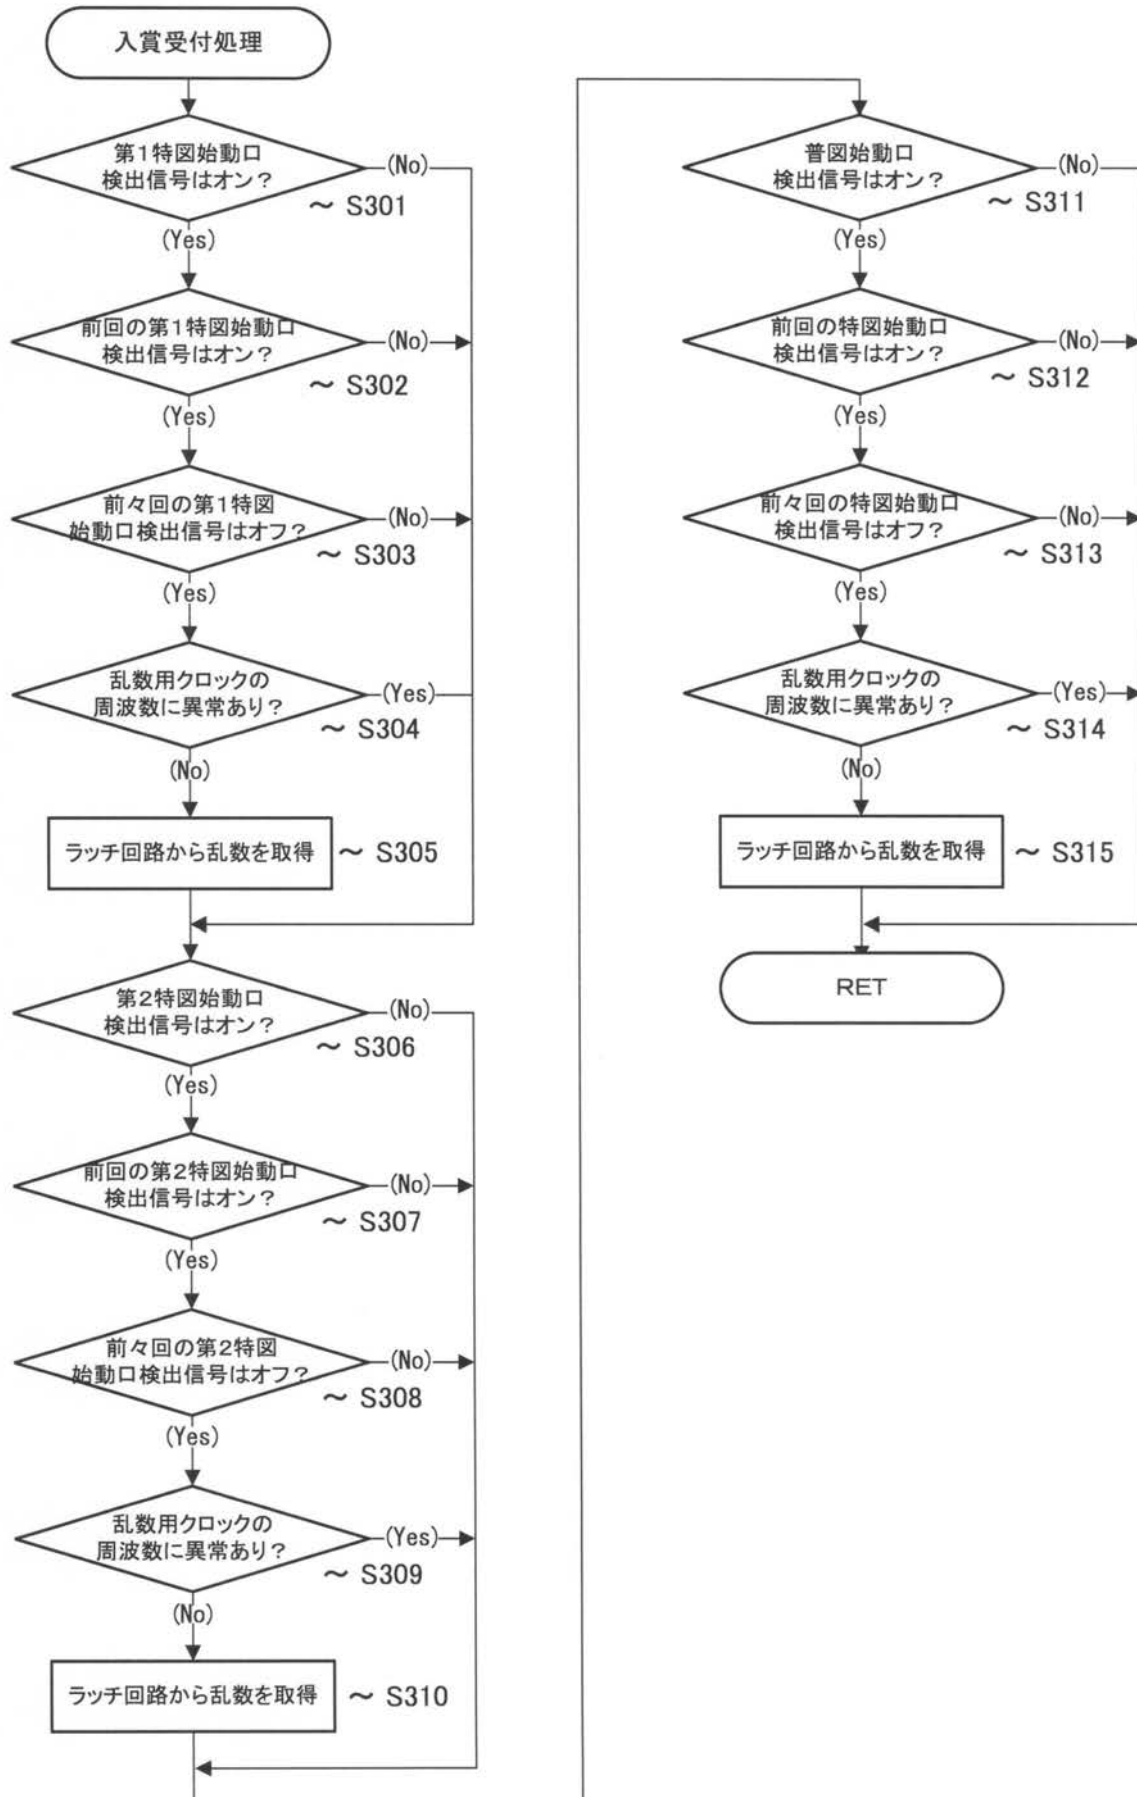 入賞受付処理
第1特図始動口
検出信号はオン?
(No)
~ S301
(Yes)
前回の第1特図始動口
検出信号はオン?
(No)
~ S302
(Yes)
前々回の第1特図
始動口検出信号はオフ?
(No)
~ S303
(Yes)
乱数用クロックの
周波数に異常あり?
(Yes)
~ S304
(No)
ラッチ回路から乱数を取得
~ S305
第2特図始動口
検出信号はオン?
(No)
~ S306
(Yes)
前回の第2特図始動口
検出信号はオン?
(No)
~ S307
(Yes)
前々回の第2特図
始動口検出信号はオフ?
(No)
~ S308
(Yes)
乱数用クロックの
周波数に異常あり?
(Yes)
~ S309
(No)
ラッチ回路から乱数を取得
~ S310
普図始動口
検出信号はオン?
(No)
~ S311
(Yes)
前回の特図始動口
検出信号はオン?
(No)
~ S312
(Yes)
前々回の特図始動口
検出信号はオフ?
(No)
~ S313
(Yes)
乱数用クロックの
周波数に異常あり?
(Yes)
~ S314
(No)
ラッチ回路から乱数を取得
~ S315
RET